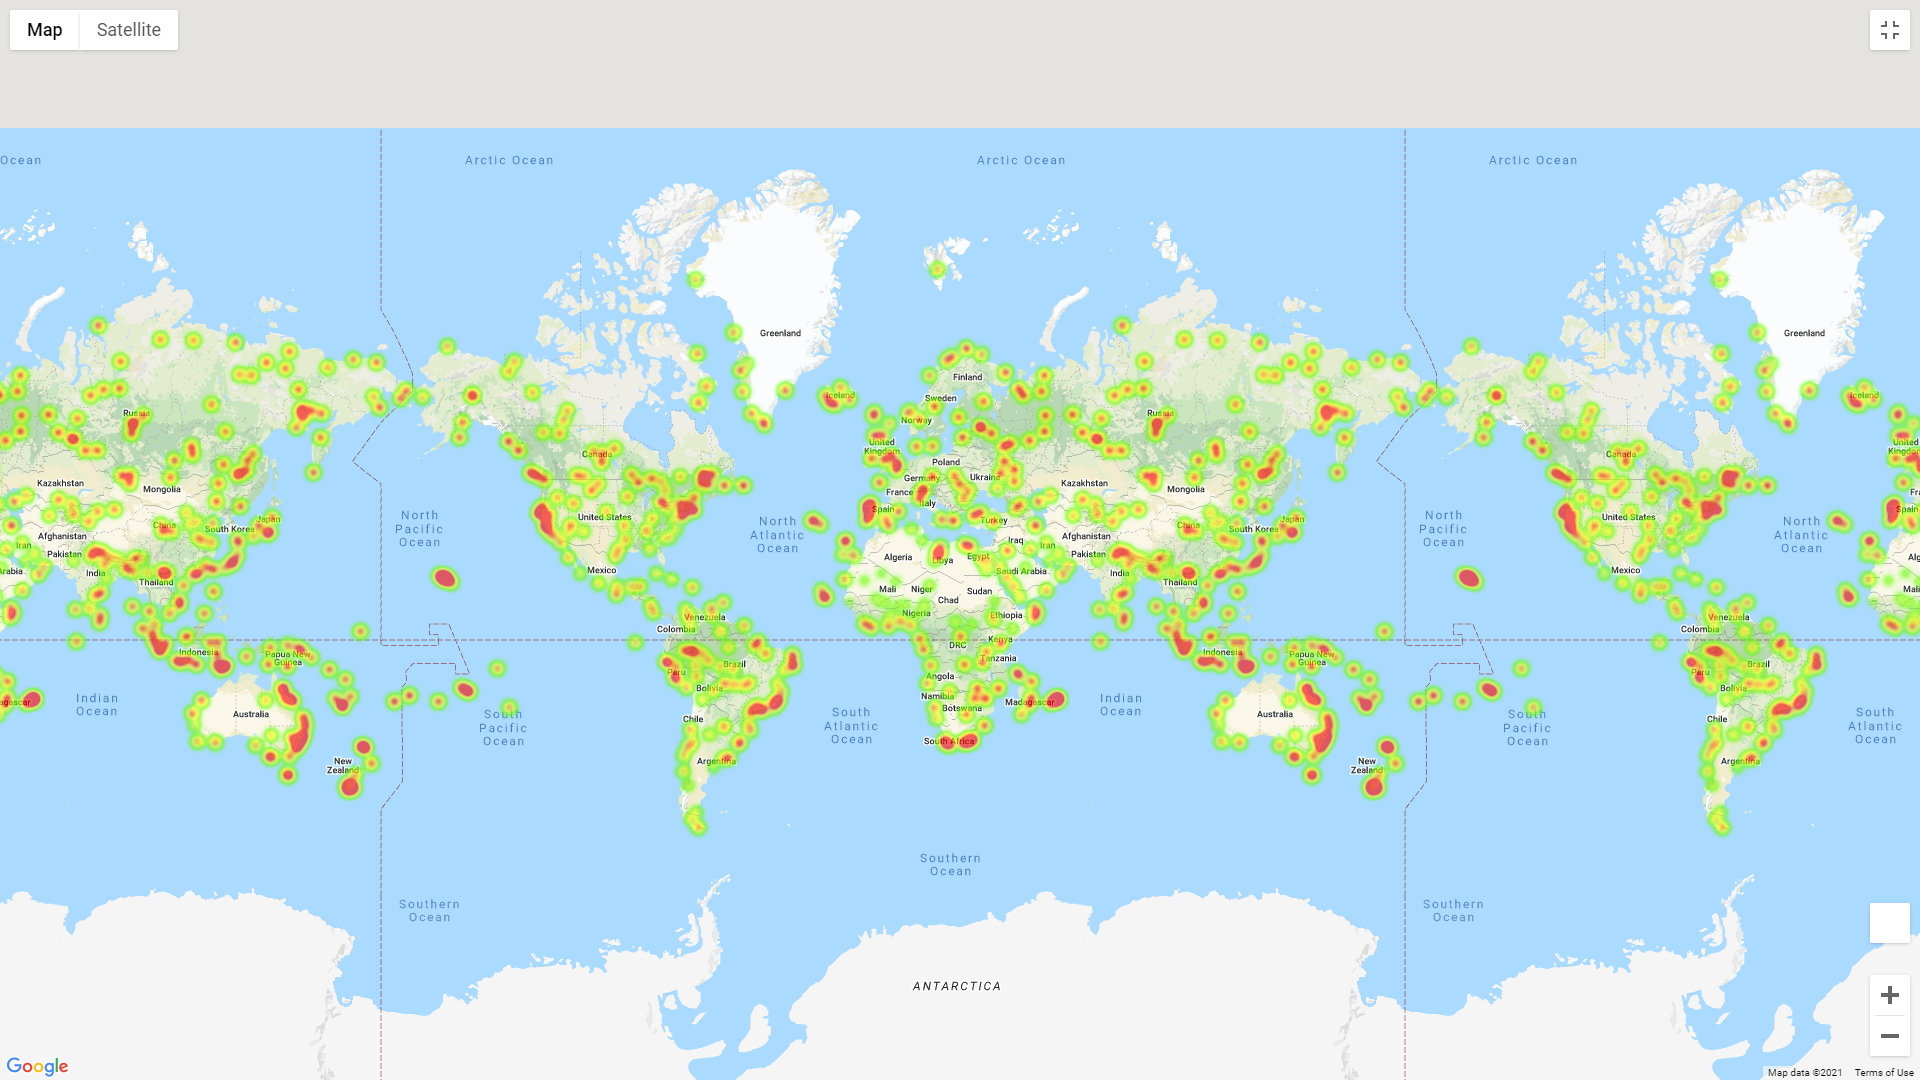 Map
Satellite
Ocean
Arctic Ocean
Arctic Ocean
Arctic Ocean
Greenland
Greenland
Finland
Iceland
Iceland
Sweden
Norway
Russia
Russia
United
Kingdom
United
Kingdom
Canada
Canada
Poland
Ukraine
Germany
France
Italy
Spain
Turkey
Kazakhstan
Kazakhstan
Mongolia
Mongolia
North
Pacific
Ocean
North
Pacific
Ocean
North
Atlantic
Ocean
North
Atlantic
Ocean
United States
United States
China
China
South Korea
South Korea
Japan
Japan
Afghanistan
Afghanistan
Iran
Iran
Iraq
Pakistan
Pakistan
India
India
Thailand
Thailand
Algeria
Libya
Egypt
Saudi Arabia
Arabia
Mexico
Mexico
Mali
Mali
Niger
Chad
Sudan
Nigeria
Ethiopia
Venezuela
Venezuela
Colombia
Colombia
DRC
Kenya
Tanzania
Indonesia
Indonesia
Papua New
Guinea
Papua New
Guinea
Peru
Peru
Brazil
Brazil
Bolivia
Bolivia
Angola
Namibia
Botswana
Madagascar
agascar
Indian
Ocean
Indian
Ocean
Australia
Australia
South
Pacific
Ocean
South
Pacific
Ocean
South
Atlantic
Ocean
South
Atlantic
Ocean
Chile
Chile
South Africa
Argentina
Argentina
New
Zealand
New
Zealand
Southern
Ocean
Southern
Ocean
Southern
Ocean
ANTARCTICA
Google
Map data ©2021
Terms of Use